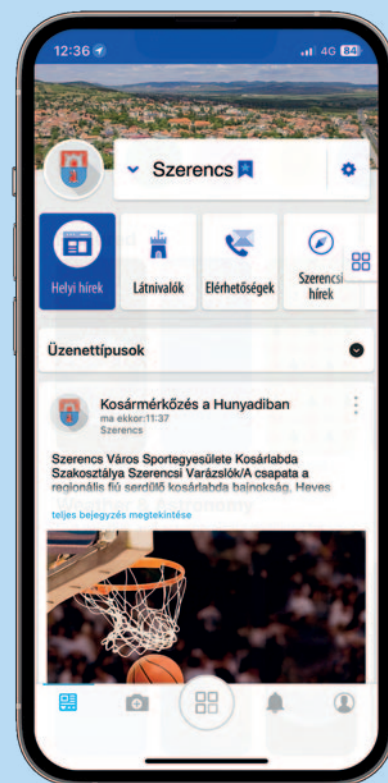 12:36
4G 84
Szerencs
Helyi hírek
Látnivalók
Elérhetőségek
Szerencsi
hírek
Üzenettípusok
Kosármérkőzés a Hunyadiban
ma ekkor:11:37
Szerencs
Szerencs Város Sportegyesülete Kosárlabda
Szakosztálya Szerencsi Varázslók/A csapata a
regionális fiú serdülő kosárlabda bajnokság, Heves
teljes bejegyzés megtekintése